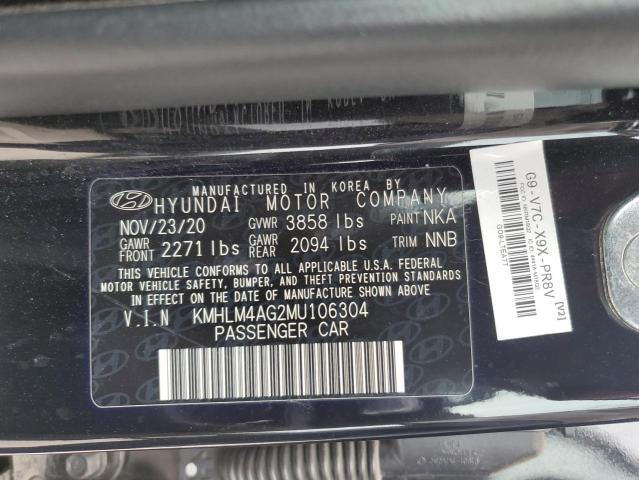 MANUFACTURED IN KOREA BY
HYUNDAI MOTOR COMPANY
NOV/23/20 GVWR 3858 lbs PAINT NKA
GAWR FRONT 2271 lbs GAWR REAR 2094 lbs TRIM NNB
THIS VEHICLE CONFORMS TO ALL APPLICABLE U.S.A. FEDERAL
MOTOR VEHICLE SAFETY, BUMPER, AND THEFT PREVENTION STANDARDS
IN EFFECT ON THE DATE OF MANUFACTURE SHOWN ABOVE.
V.I.N KMHLM4AG2MU106304
PASSENGER CAR
G9-V7C-X9X-PR8V
[V2]